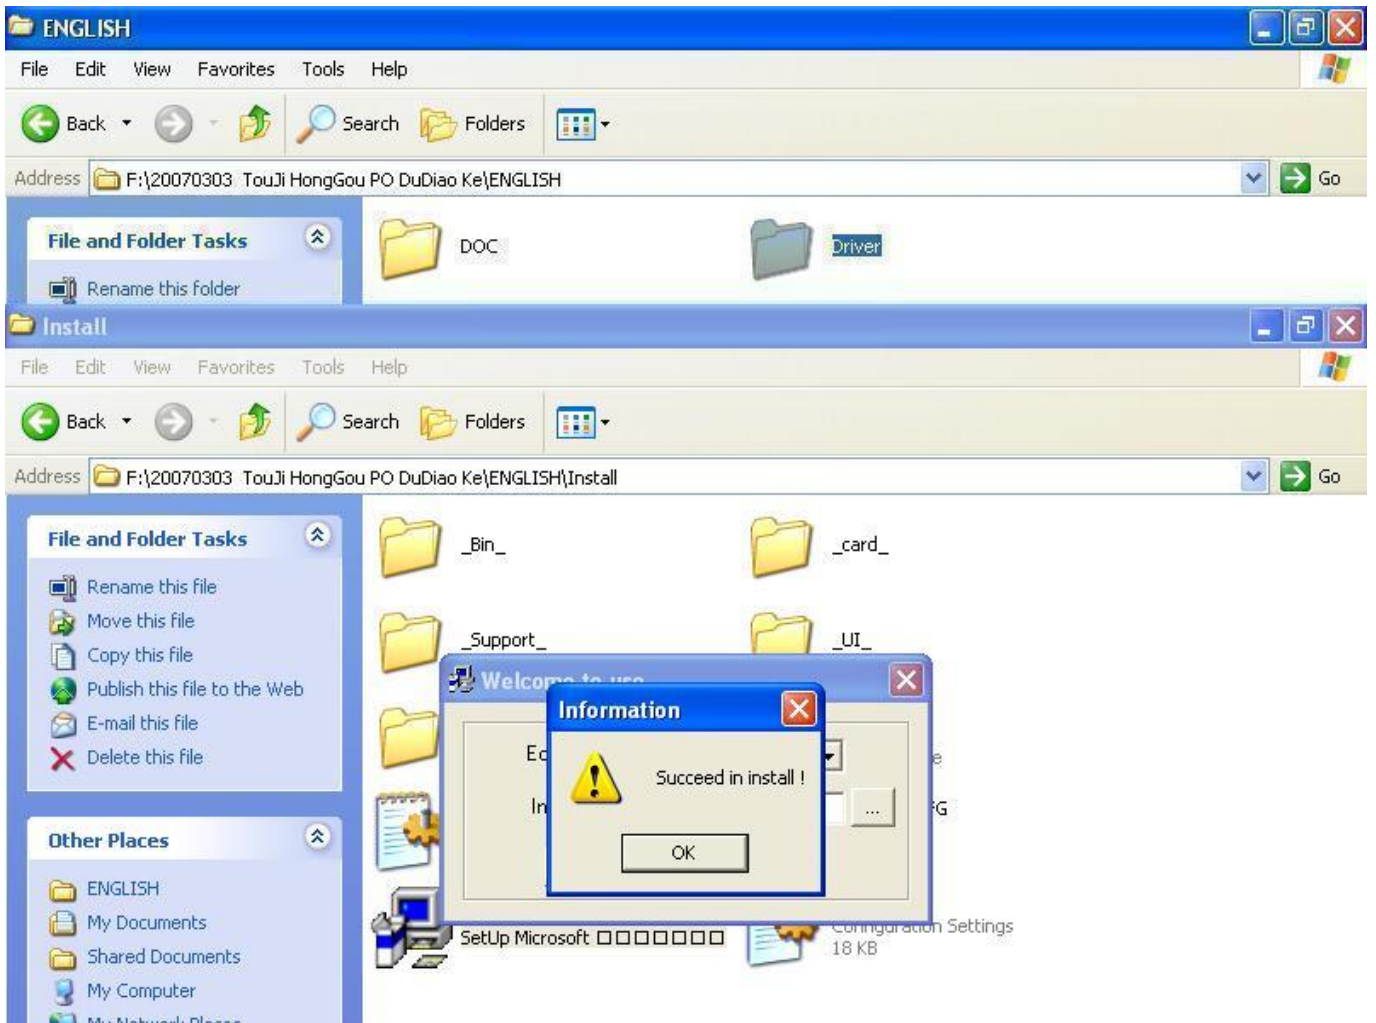 ENGLISH
File Edit View Favorites Tools Help
Back Search Folders
Address F:\20070303 TouJi HongGou PO DuDiao Ke\ENGLISH Go
File and Folder Tasks
DOC
Driver
Rename this folder
Install
File Edit View Favorites Tools Help
Back Search Folders
Address F:\20070303 TouJi HongGou PO DuDiao Ke\ENGLISH\Install Go
File and Folder Tasks
_Bin_
_card_
Rename this file
Move this file
Copy this file
Publish this file to the Web
E-mail this file
Delete this file
_Support_
_UI_
Information
Succeed in install !
...
OK
Other Places
ENGLISH
My Documents
Shared Documents
My Computer
My Network Places
SetUp Microsoft □□□□□□□
Configuration Settings
18 KB